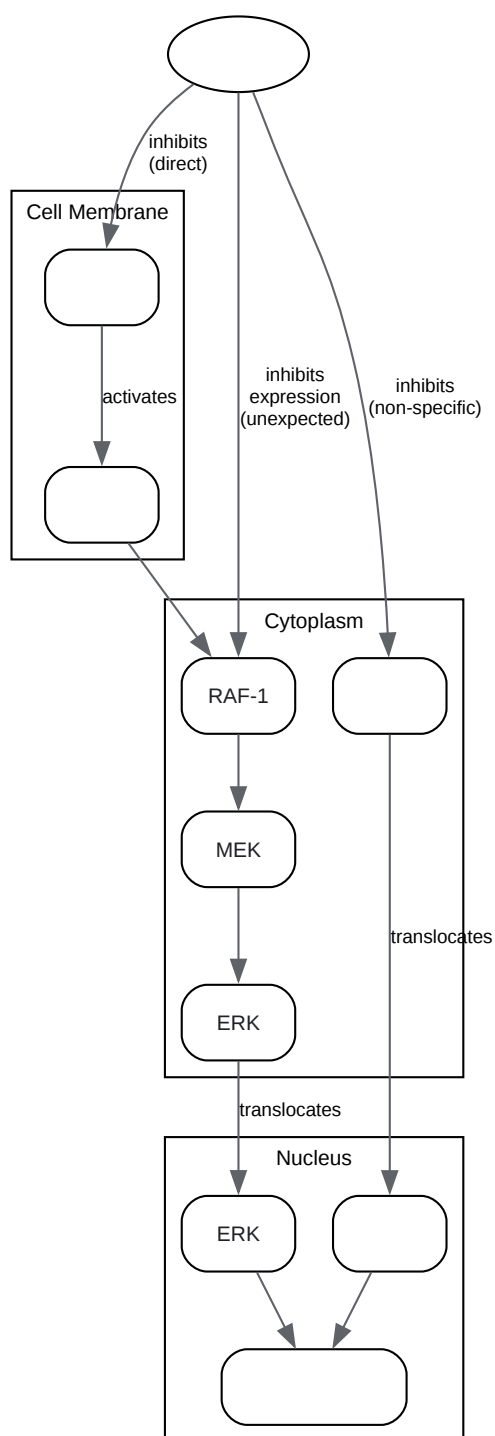 inhibits
(direct)
Cell Membrane
activates
inhibits
expression
(unexpected)
inhibits
(non-specific)
Cytoplasm
RAF-1
MEK
translocates
ERK
translocates
Nucleus
ERK